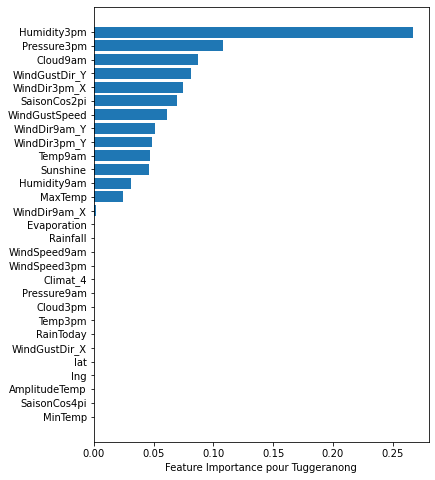 Humidity3pm
Pressure3pm
Cloud9am
WindGustDir_Y
WindDir3pm_X
SaisonCos2pi
WindGustSpeed
WindDir9am_Y
WindDir3pm_Y
Temp9am
Sunshine
Humidity9am
MaxTemp
WindDir9am_X
Evaporation
Rainfall
WindSpeed9am
WindSpeed3pm
Climat_4
Pressure9am
Cloud3pm
Temp3pm
RainToday
WindGustDir_X
lat
lng
AmplitudeTemp
SaisonCos4pi
MinTemp
0.00 0.05 0.10 0.15 0.20 0.25
Feature Importance pour Tuggeranong